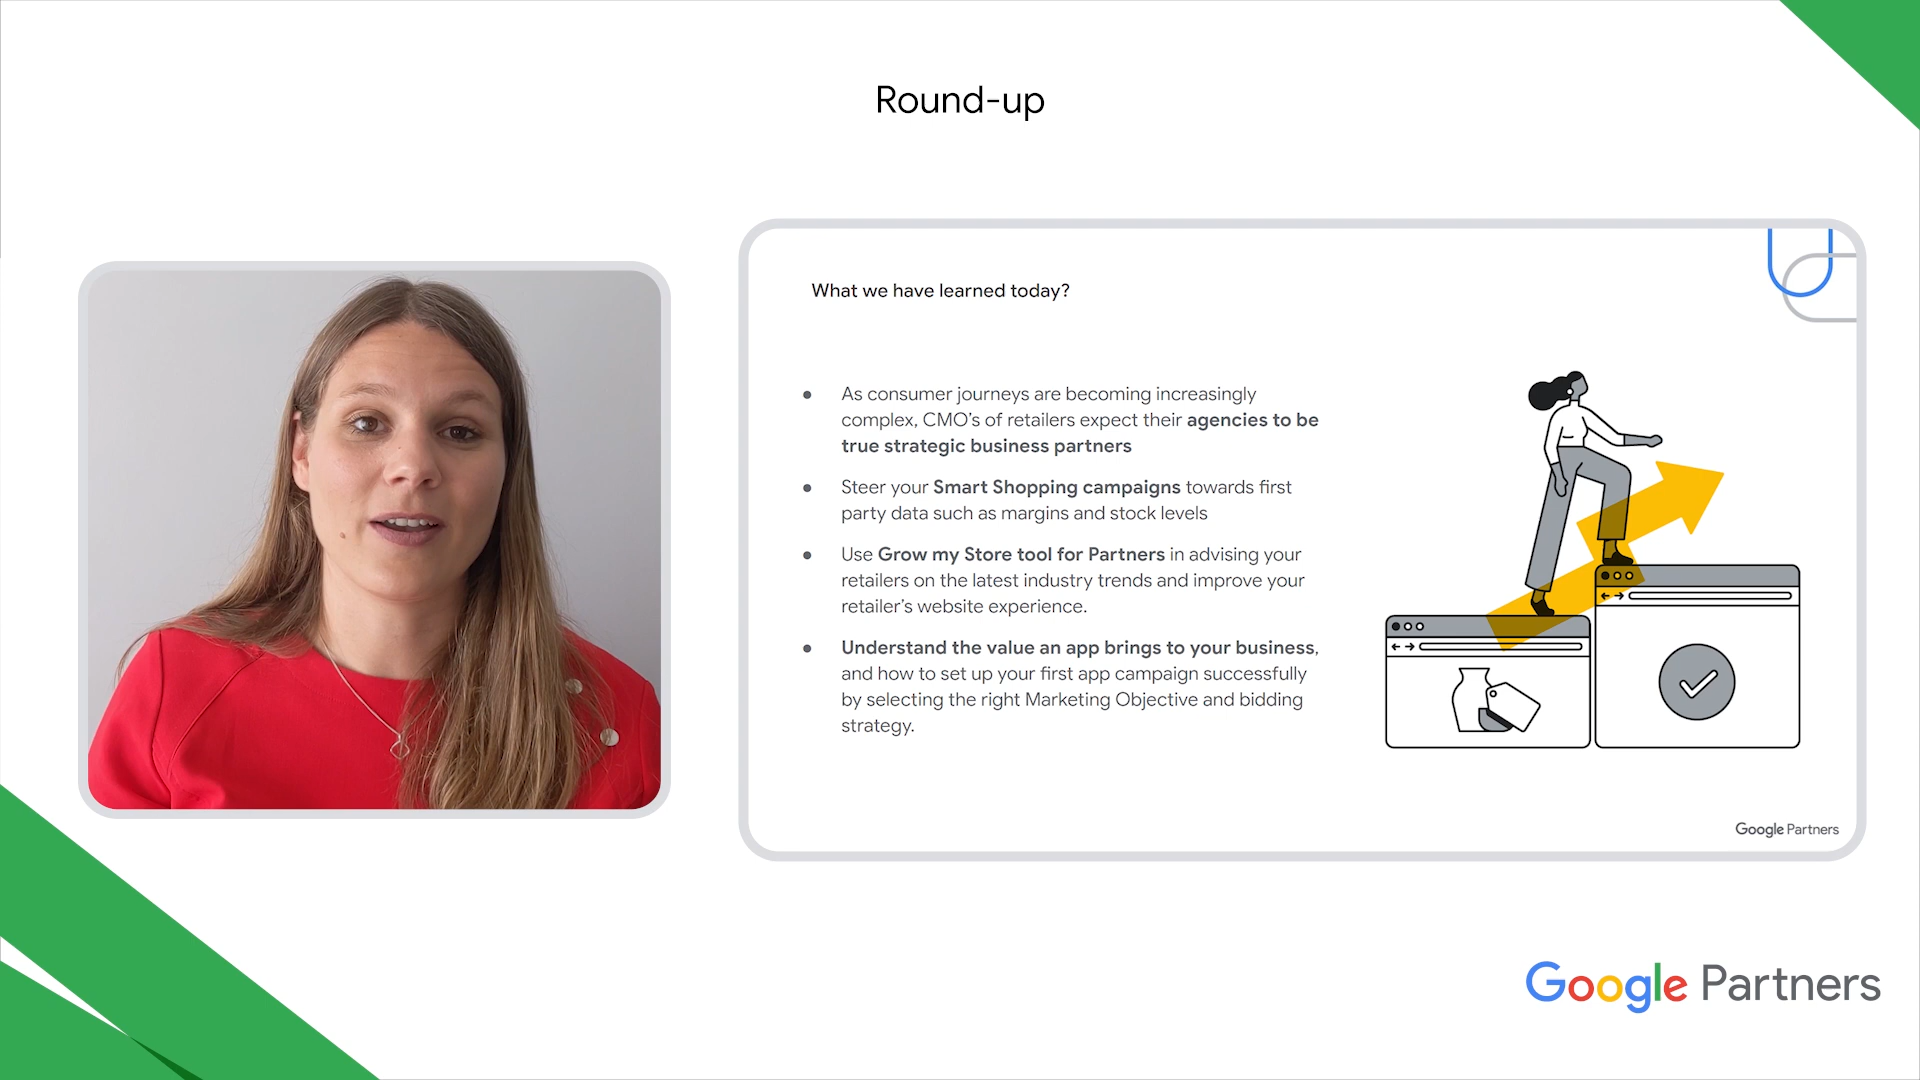 Round-up
What we have learned today?
● As consumer journeys are becoming increasingly
complex, CMO's of retailers expect their agencies to be
true strategic business partners
● Steer your Smart Shopping campaigns towards first
party data such as margins and stock levels
● Use Grow my Store tool for Partners in advising your
retailers on the latest industry trends and improve your
retailer's website experience.
● Understand the value an app brings to your business,
and how to set up your first app campaign successfully
by selecting the right Marketing Objective and bidding
strategy.
Google Partners
Google Partners